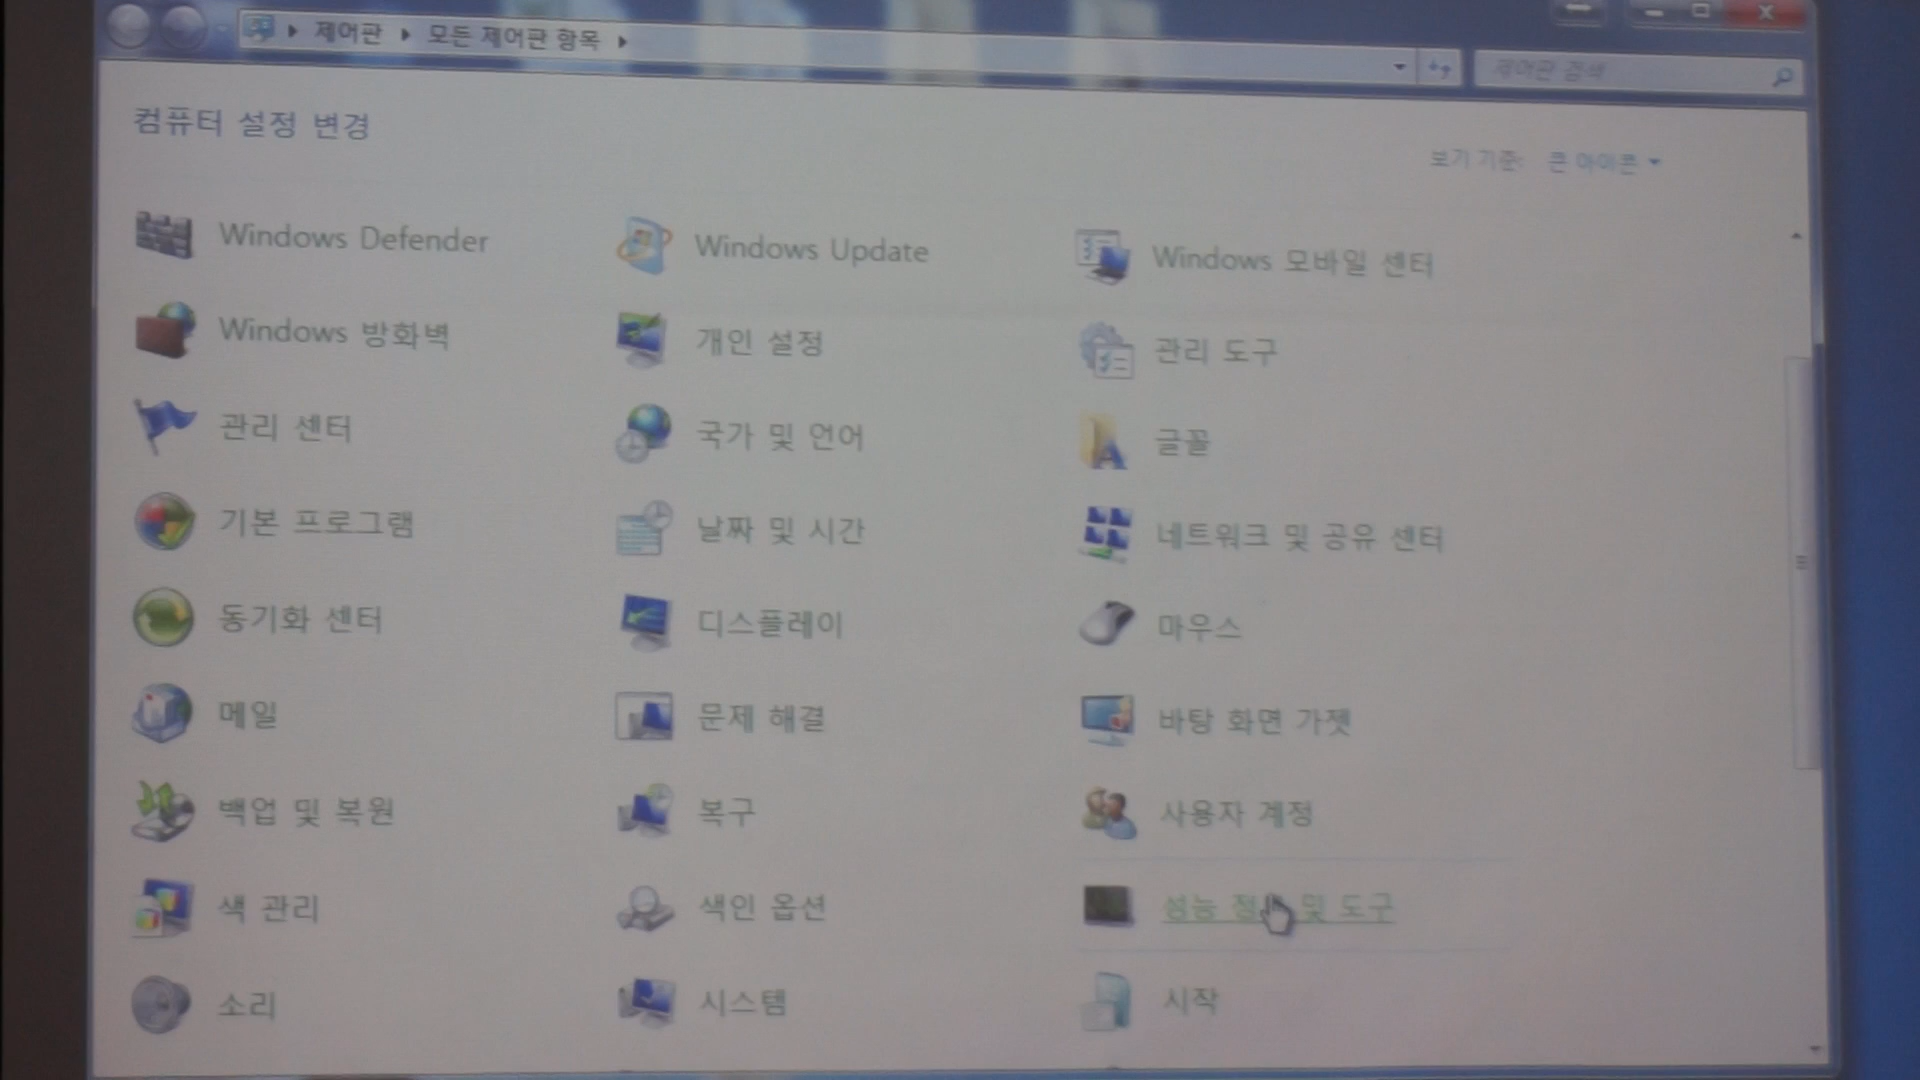 제어판 모든 제어판 항목
제어판 검색
컴퓨터 설정 변경
보기 기준: 큰 아이콘
Windows Defender
Windows Update
Windows 모바일 센터
Windows 방화벽
개인 설정
관리 도구
관리 센터
국가 및 언어
글꼴
기본 프로그램
날짜 및 시간
네트워크 및 공유 센터
동기화 센터
디스플레이
마우스
메일
문제 해결
바탕 화면 가젯
백업 및 복원
복구
사용자 계정
색 관리
색인 옵션
성능 정보 및 도구
소리
시스템
시작